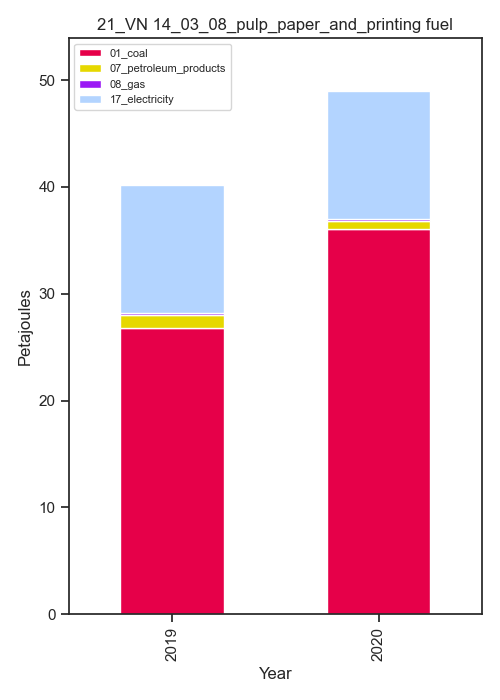 21_VN 14_03_08_pulp_paper_and_printing fuel
01_coal
07_petroleum_products
08_gas
17_electricity
50
40
30
20
10
0
Petajoules
2019
2020
Year